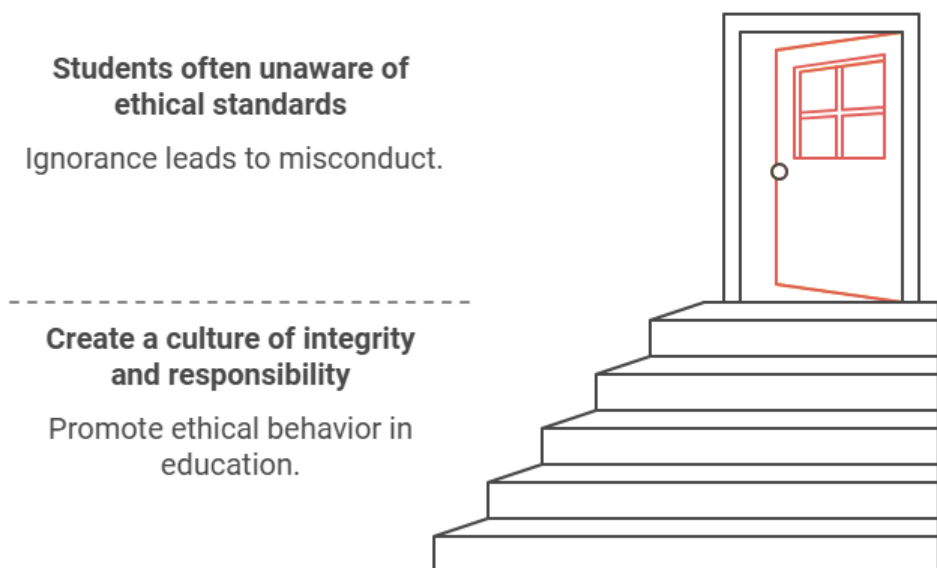 Students often unaware of
ethical standards
Ignorance leads to misconduct.
Create a culture of integrity
and responsibility
Promote ethical behavior in
education.